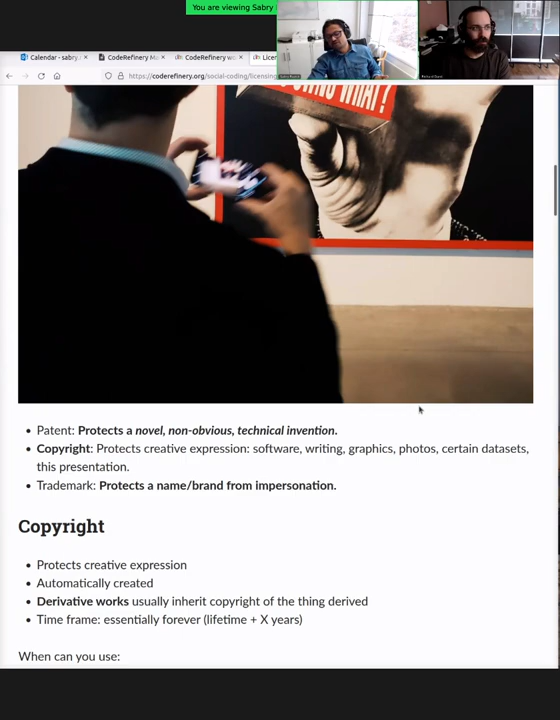 You are viewing Sabry
Calendar - sabry.
CodeRefinery Ma
CodeRefinery wo
Licen
https://coderefinery.org/social-coding/licensing
WHAT?
Patent: Protects a novel, non-obvious, technical invention.
Copyright: Protects creative expression: software, writing, graphics, photos, certain datasets,
this presentation.
Trademark: Protects a name/brand from impersonation.
Copyright
Protects creative expression
Automatically created
Derivative works usually inherit copyright of the thing derived
Time frame: essentially forever (lifetime + X years)
When can you use: